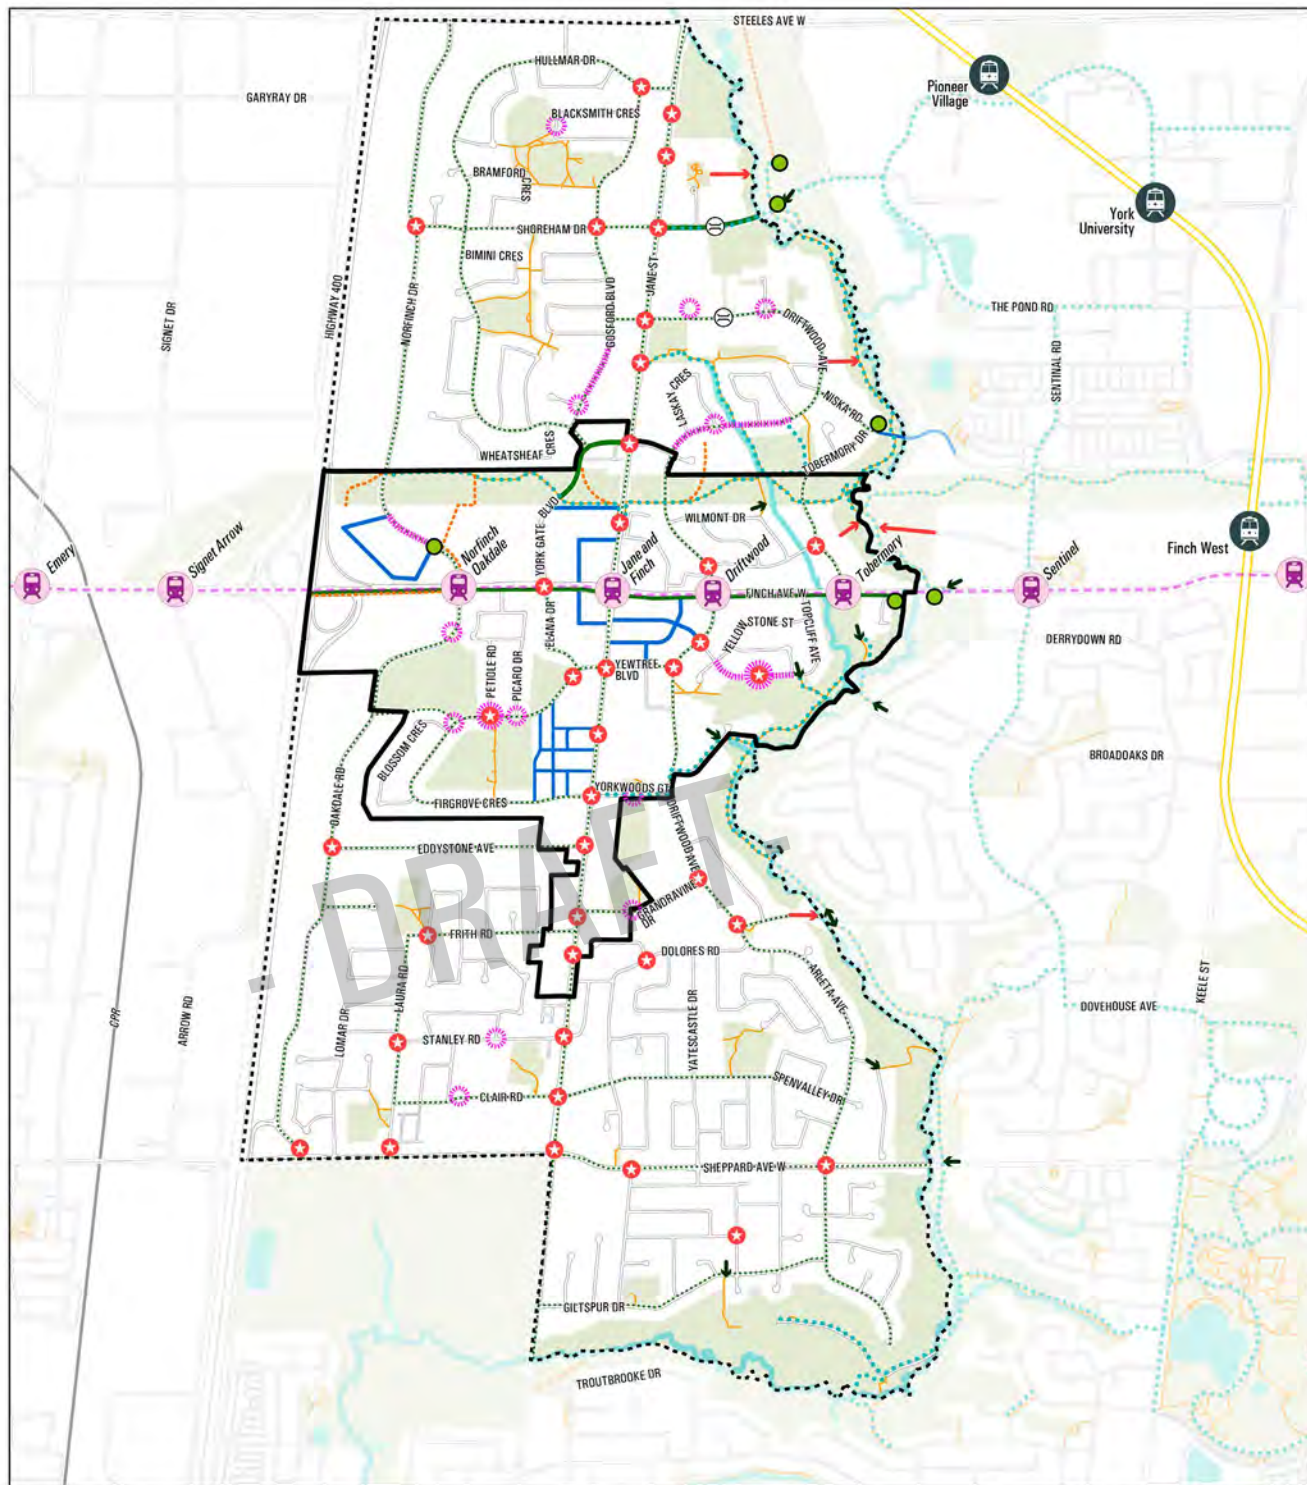 STEELES AVE W
HULLMAR DR
Pioneer
Village
GARYRAY DR
BLACKSMITH CRES
BRAMFORD
CRES
York
University
SHOREHAM DR
BIMINI CRES
JANE ST
HIGHWAY 400
NORFINCH DR
GOSFORD BLVD
SIGNET DR
THE POND RD
DRIFTWOOD AVE
SENTINAL RD
LASKAY CRES
NISKA RD
WHEATSHEAF
CRES
TOBERMORY DR
YORK GATE BLVD
WILMONT DR
Finch West
Emery
Signet Arrow
Norfinch
Oakdale
Jane and
Finch
Driftwood
Tobermory
Sentinel
FINCH AVE W
ELANA DR
YELLOW
STONE ST
TOPCLIFF AVE
DERRYDOWN RD
PETIOLE RD
PICARO DR
YEWTREE
BLVD
BLOSSOM CRES
BROADOAKS DR
OAKDALE RD
FIRGROVE CRES
YORKWOODS GT
DRIFTWOOD AVE
EDDYSTONE AVE
- DRAFT -
GRANDRAVINE
DR
FRITH RD
DOLORES RD
LAURA RD
ARLETA AVE
KEELE ST
YATESCASTLE DR
DOVEHOUSE AVE
CPR
ARROW RD
LOMAR DR
STANLEY RD
SPENVALLEY DR
CLAIR RD
SHEPPARD AVE W
GILTSPUR DR
TROUTBROOKE DR